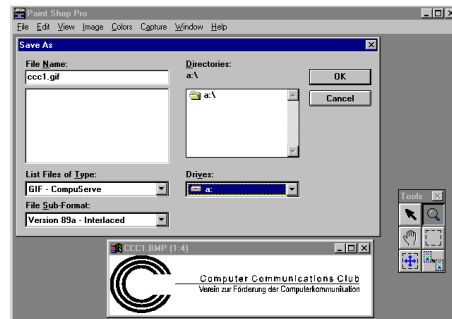 Paint Shop Pro
File Edit View Image Colors Capture Window Help
Save As
File Name:
ccc1.gif
Directories:
a:\
OK
Cancel
a:\
List Files of Type:
GIF - CompuServe
Drives:
a:
File Sub-Format:
Version 89a - Interlaced
Tools
CCC1.BMP (1:4)
Computer Communications Club
Verein zur Förderung der Computerkommunikation